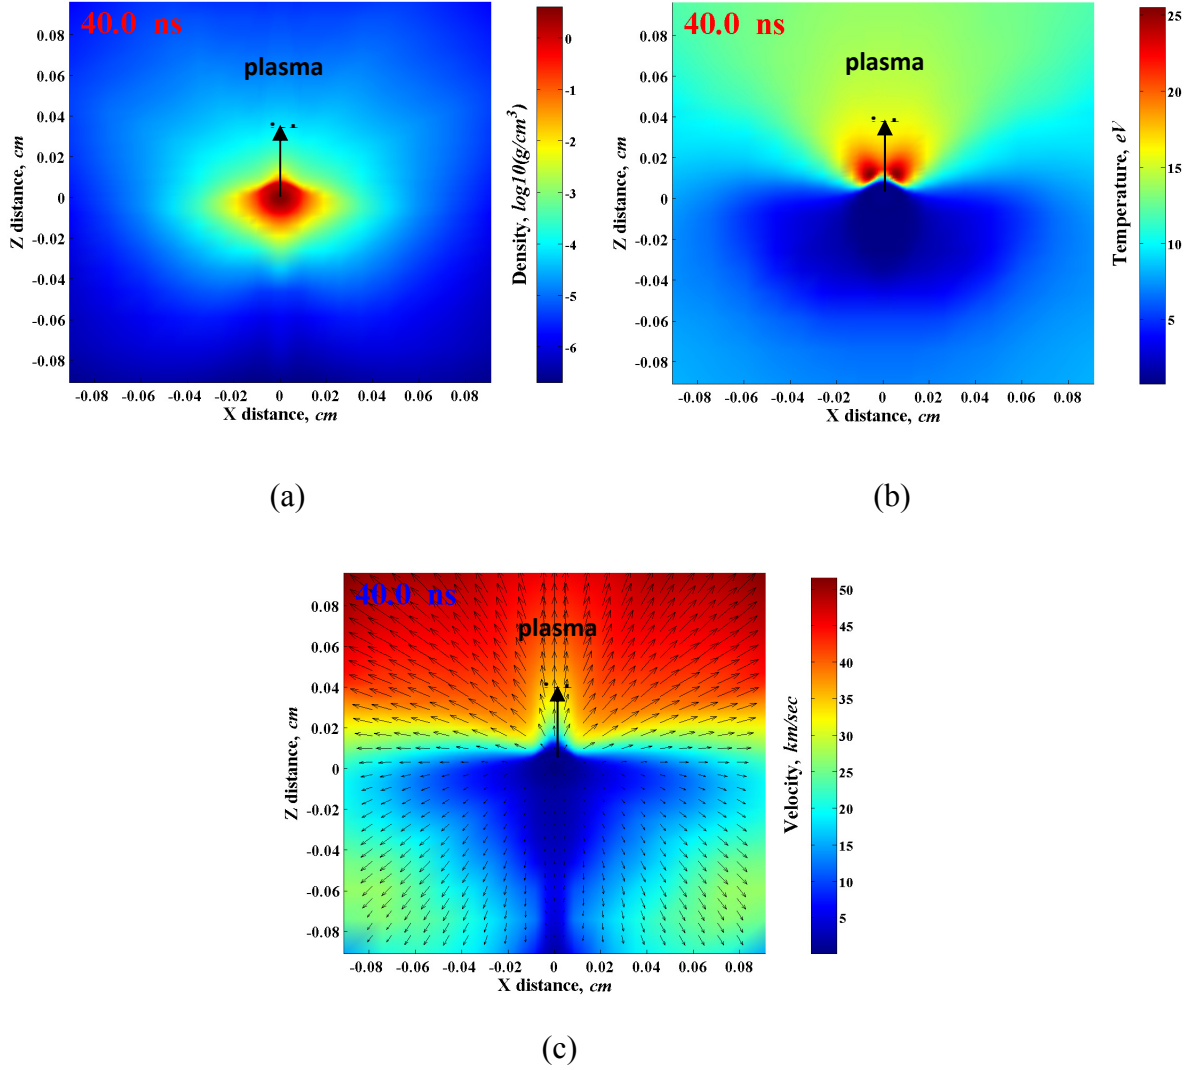 40.0 ns
plasma
0.08
0.06
0.04
0.02
0
-0.02
-0.04
-0.06
-0.08
Z distance, cm
-0.08 -0.06 -0.04 -0.02 0 0.02 0.04 0.06 0.08
X distance, cm
0
-1
-2
-3
-4
-5
-6
Density, log10(g/cm³)
(a)
40.0 ns
plasma
0.08
0.06
0.04
0.02
0
-0.02
-0.04
-0.06
-0.08
Z distance, cm
-0.08 -0.06 -0.04 -0.02 0 0.02 0.04 0.06 0.08
X distance, cm
25
20
15
10
5
Temperature, eV
(b)
40.0 ns
plasma
0.08
0.06
0.04
0.02
0
-0.02
-0.04
-0.06
-0.08
Z distance, cm
-0.08 -0.06 -0.04 -0.02 0 0.02 0.04 0.06 0.08
X distance, cm
50
45
40
35
30
25
20
15
10
5
Velocity, km/sec
(c)